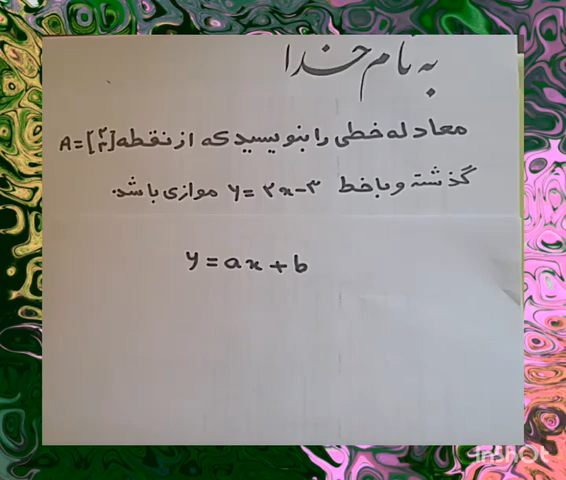 به نام خدا
معادله خطی را بنویسید که از نقطه A=[۲ ۳]
گذشته و با خط y=۲x-۳ موازی باشد.
y=ax+b
InShot